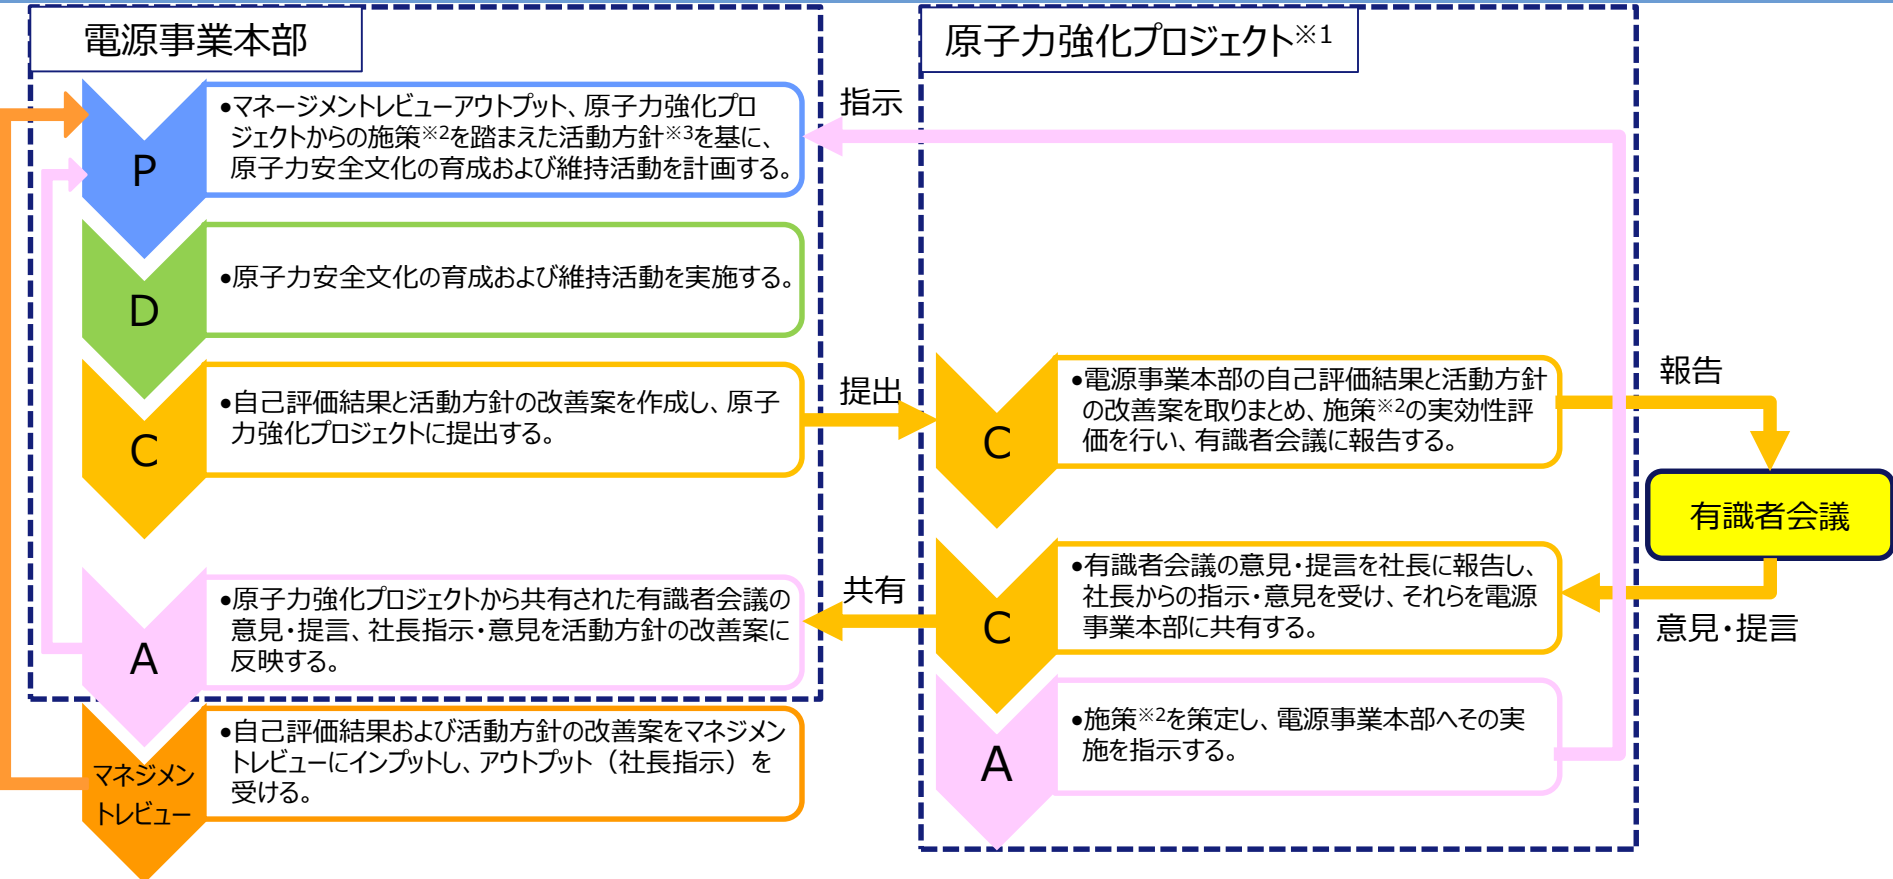 電源事業本部
P
●マネージメントレビューアウトプット、原子力強化プロ
ジェクトからの施策※2を踏まえた活動方針※3を基に、
原子力安全文化の育成および維持活動を計画する。
D
●原子力安全文化の育成および維持活動を実施する。
C
●自己評価結果と活動方針の改善案を作成し、原子
力強化プロジェクトに提出する。
A
●原子力強化プロジェクトから共有された有識者会議の
意見・提言、社長指示・意見を活動方針の改善案に
反映する。
マネジメン
トレビュー
●自己評価結果および活動方針の改善案をマネジメン
トレビューにインプットし、アウトプット（社長指示）を
受ける。
指示
提出
共有
原子力強化プロジェクト※1
C
●電源事業本部の自己評価結果と活動方針
の改善案を取りまとめ、施策※2の実効性評
価を行い、有識者会議に報告する。
C
●有識者会議の意見・提言を社長に報告し、
社長からの指示・意見を受け、それらを電源
事業本部に共有する。
A
●施策※2を策定し、電源事業本部へその実
施を指示する。
報告
有識者会議
意見・提言